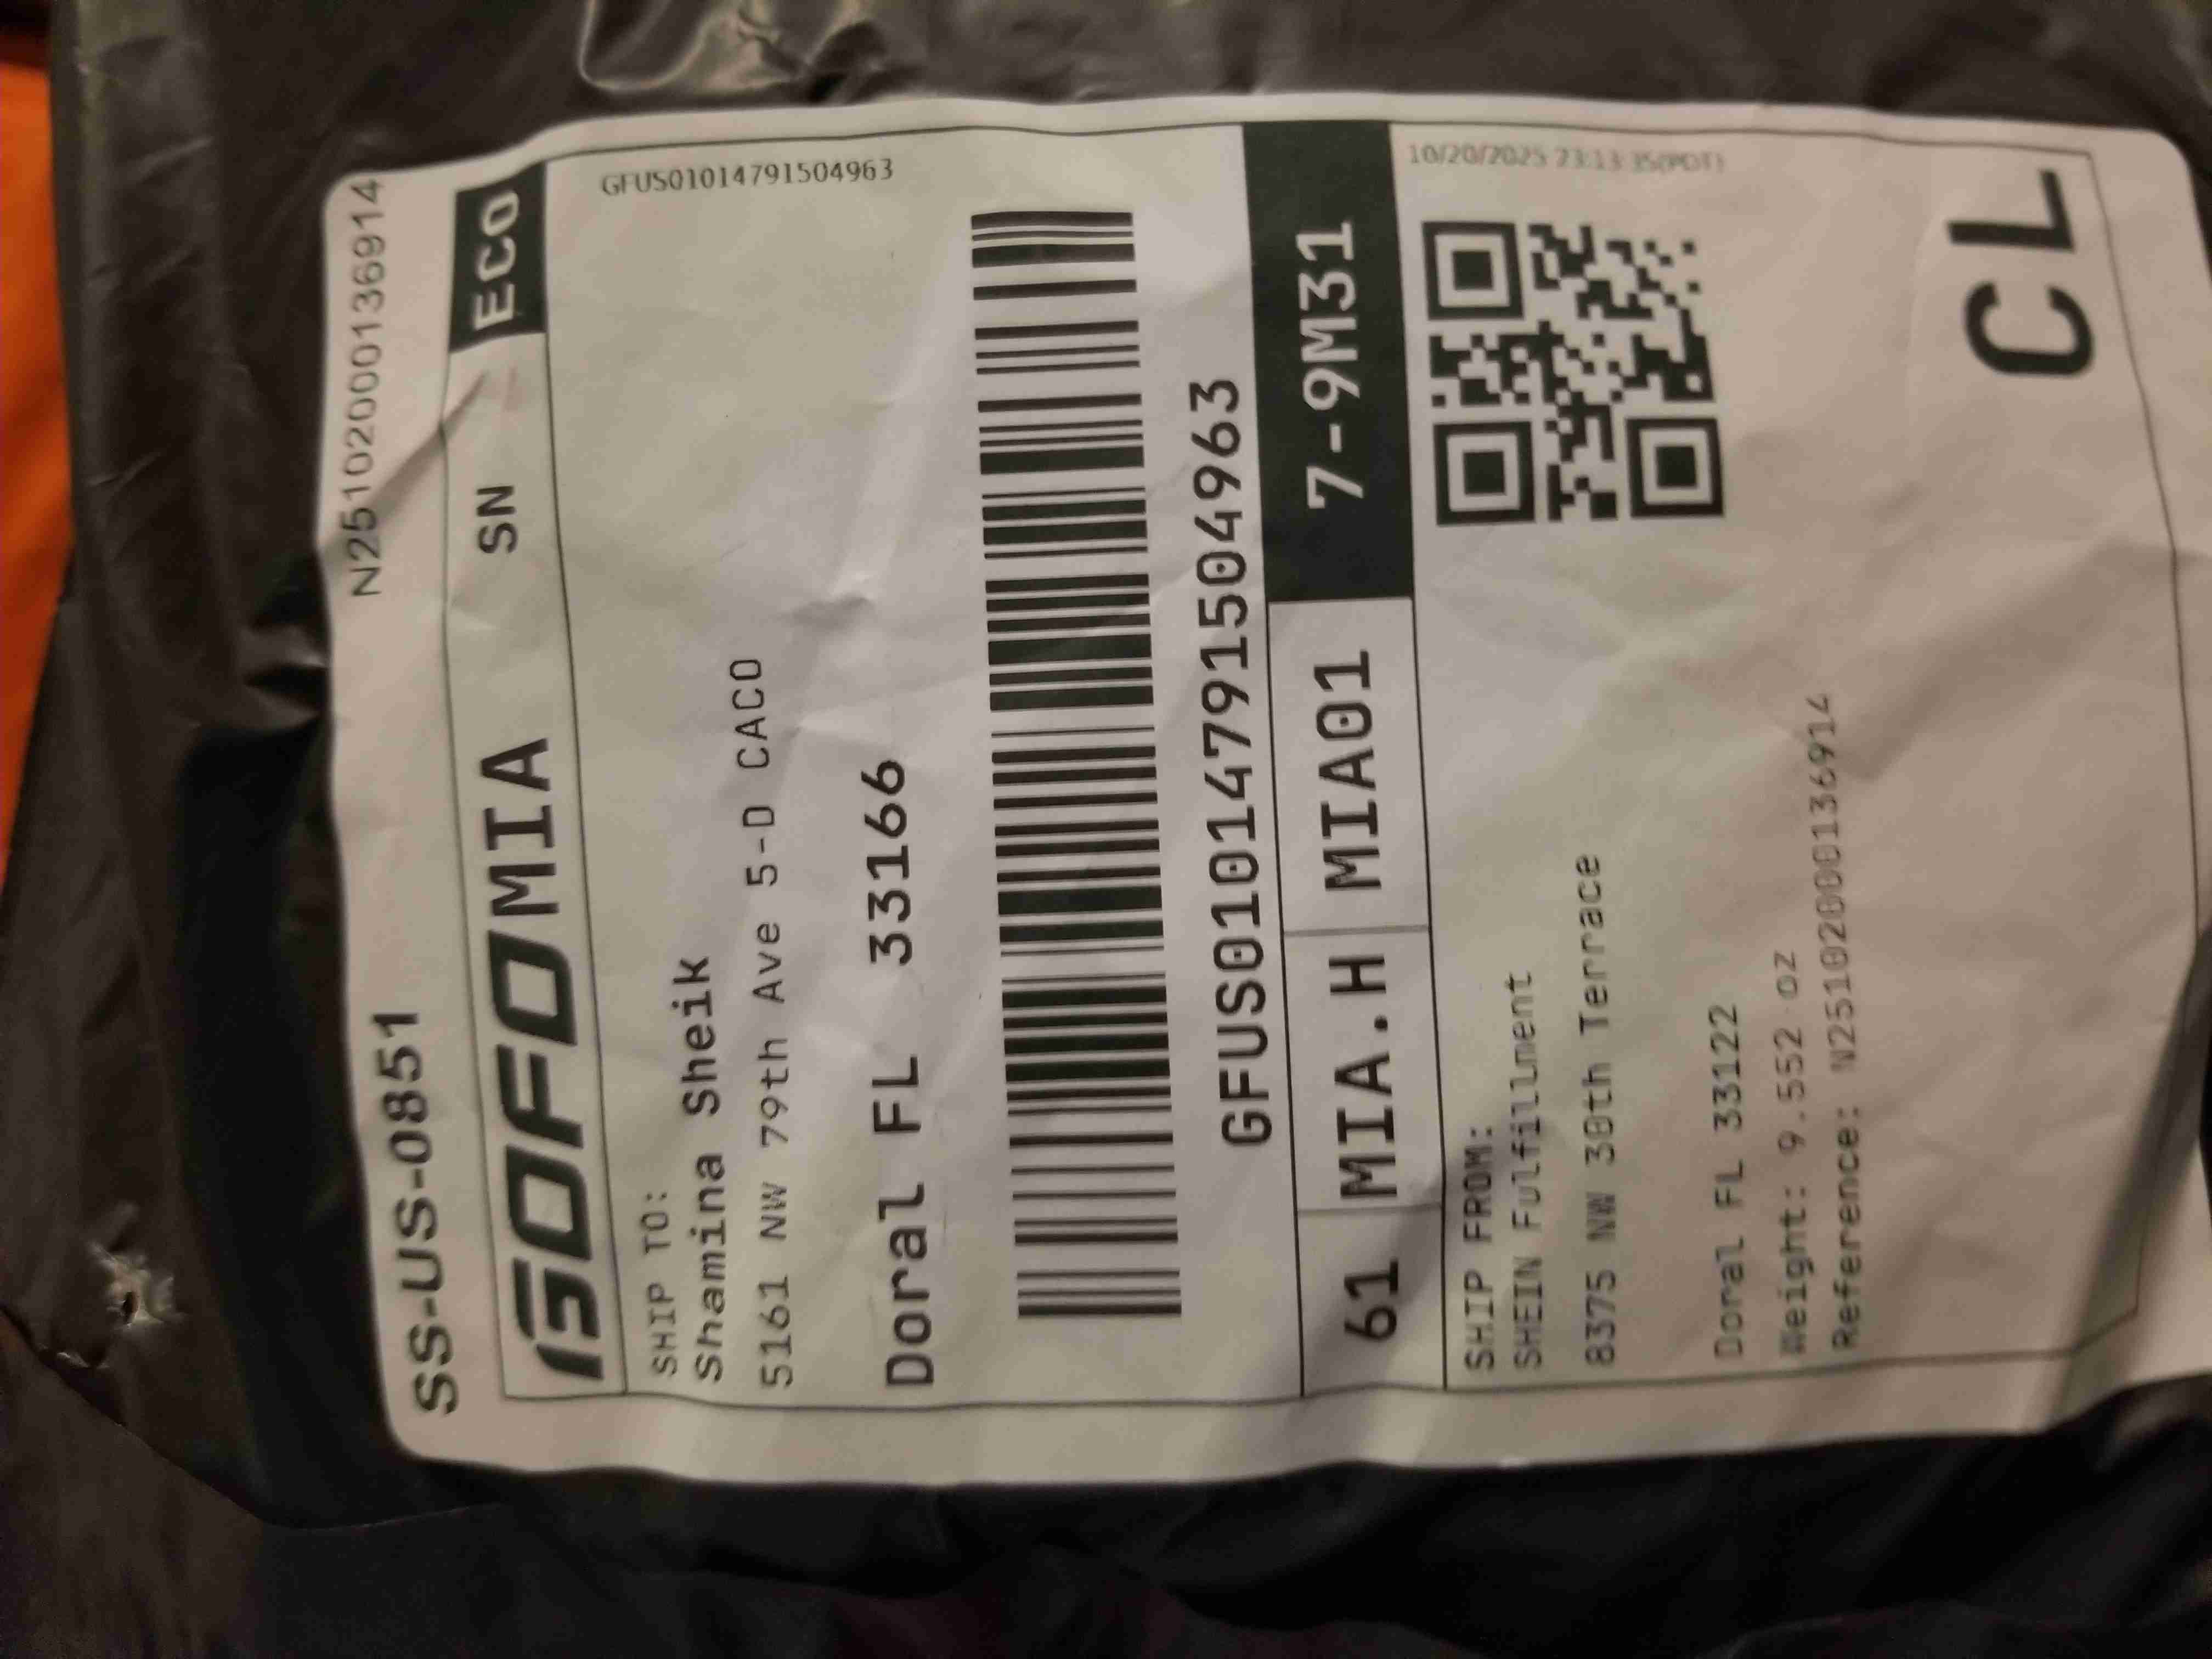 SS-US-0851 N251020000136914
GOFO MIA SN ECO
GFUS01014791504963
SHIP TO:
Shamina Sheik
5161 NW 79th Ave 5-D CACO
Doral FL 33166
GFUS01014791504963
61 MIA.H MIA01 7-9M31
10/20/2025 23:13:35(PDT)
SHIP FROM:
SHEIN Fulfillment
8375 NW 30th Terrace
Doral FL 33122
Weight: 9.552 oz
Reference: N251020000136914
CL